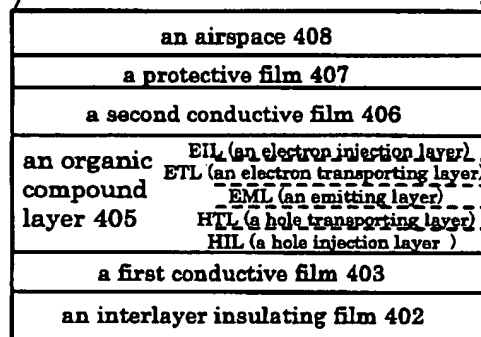 an airspace 408
a protective film 407
a second conductive film 406
an organic compound layer 405
EIL (an electron injection layer)
ETL (an electron transporting layer)
EML (an emitting layer)
HTL (a hole transporting layer)
HIL (a hole injection layer )
a first conductive film 403
an interlayer insulating film 402